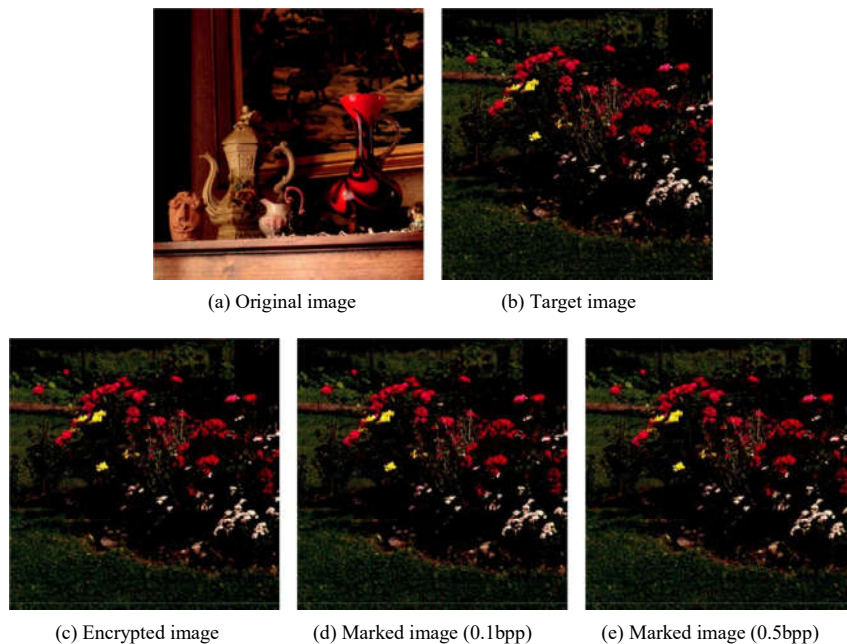 (a) Original image
(b) Target image
(c) Encrypted image
(d) Marked image (0.1bpp)
(e) Marked image (0.5bpp)